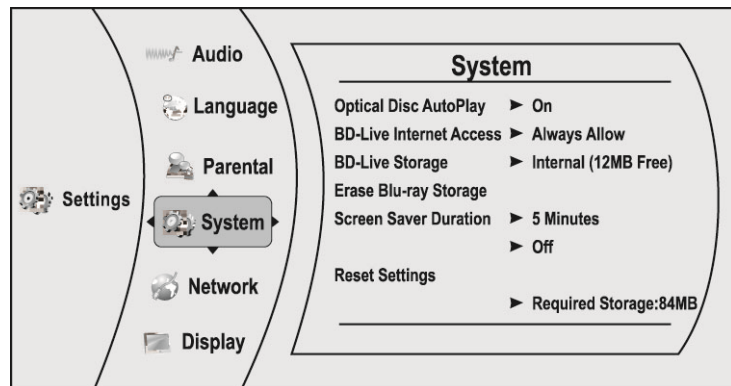 Settings
Audio
Language
Parental
System
Network
Display
System
Optical Disc AutoPlay ► On
BD-Live Internet Access ► Always Allow
BD-Live Storage ► Internal (12MB Free)
Erase Blu-ray Storage
Screen Saver Duration ► 5 Minutes
► Off
Reset Settings
► Required Storage:84MB